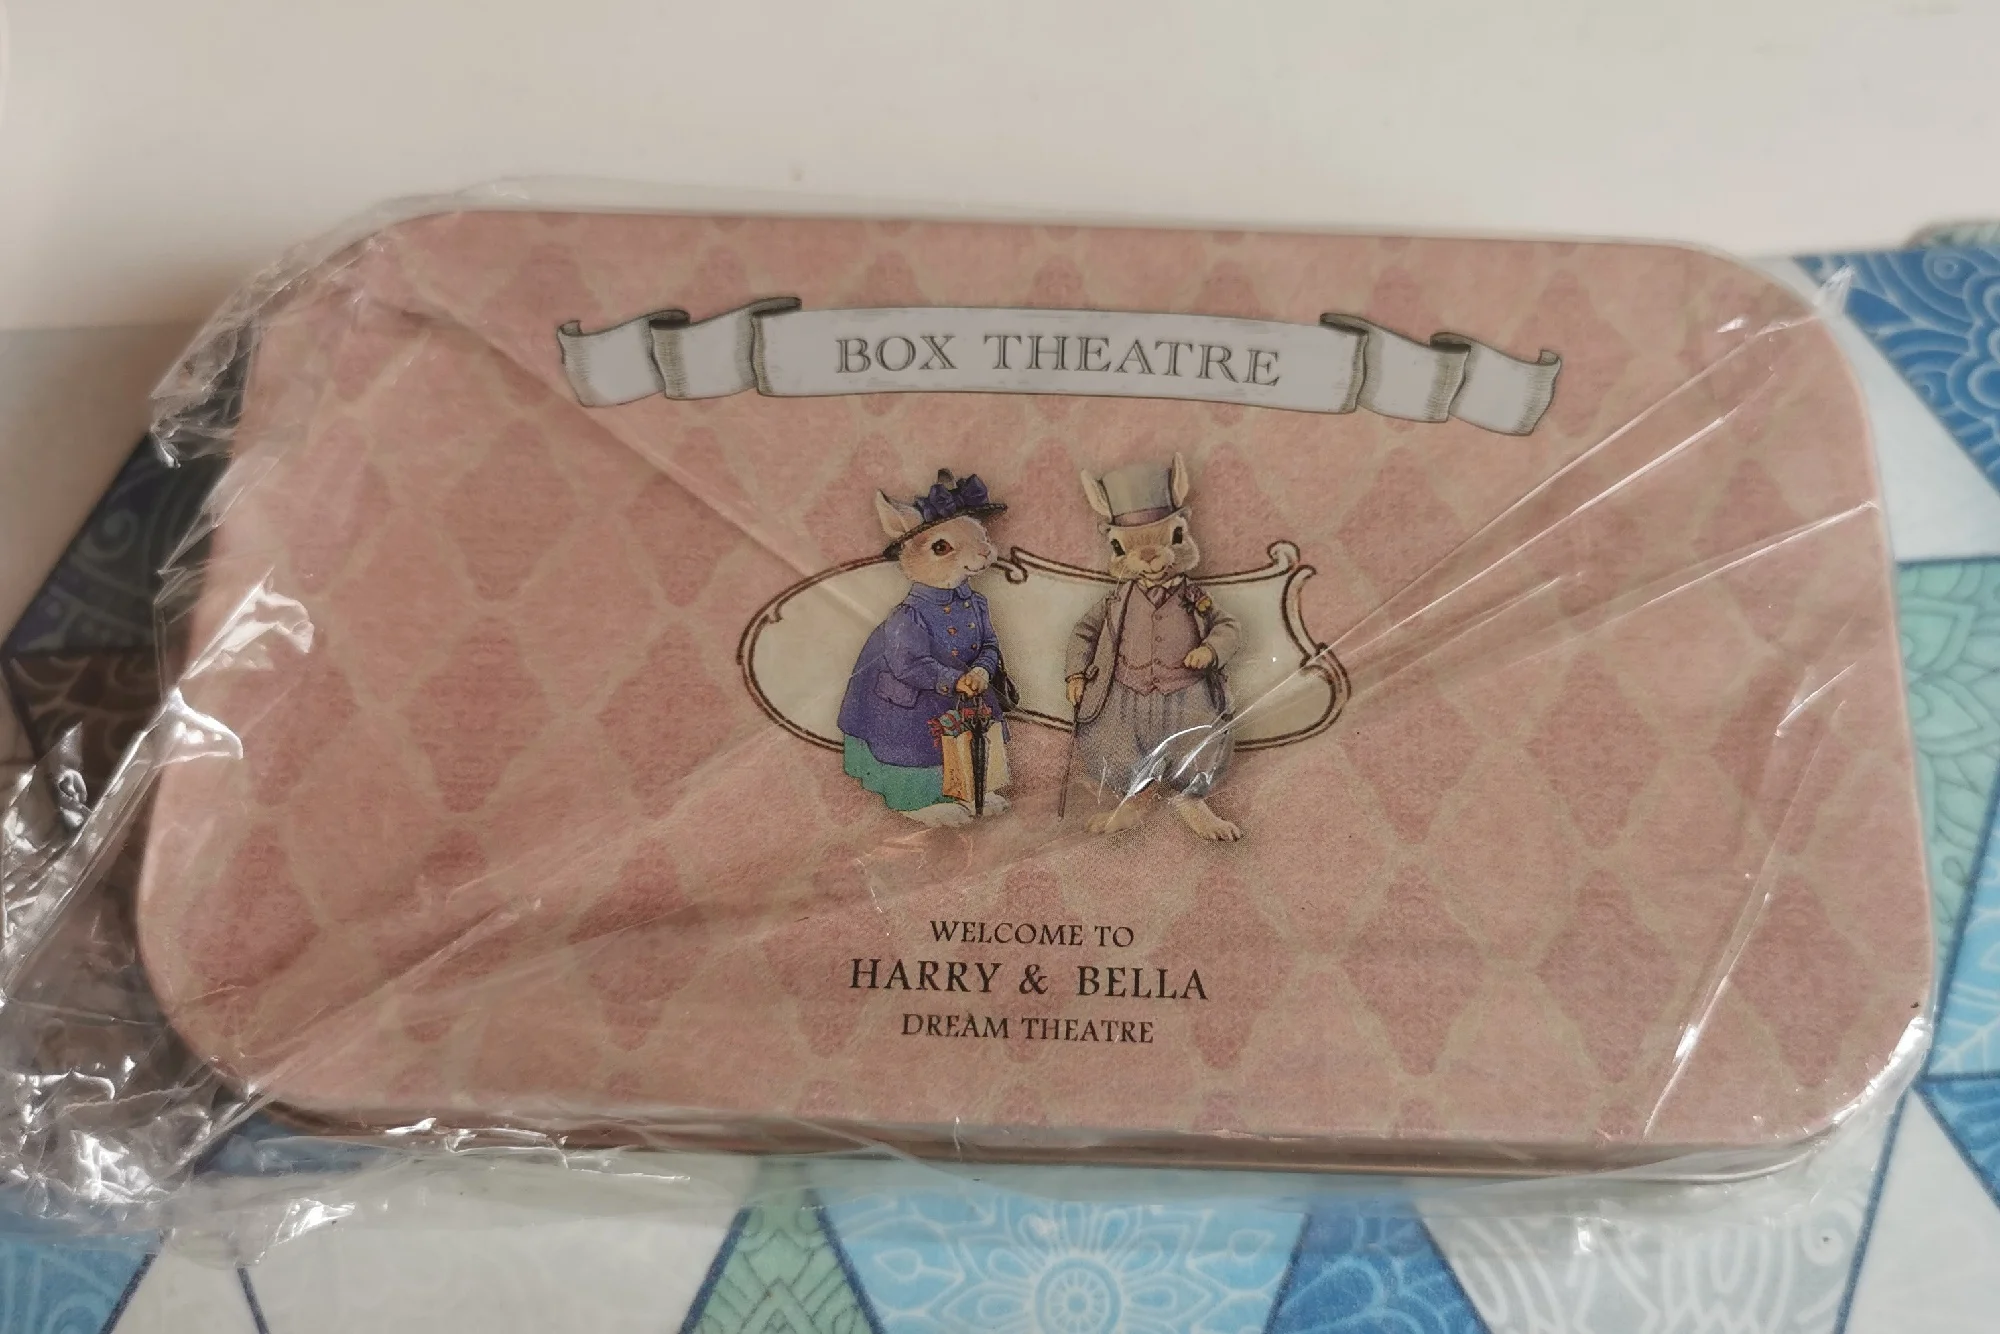 BOX THEATRE
WELCOME TO
HARRY & BELLA
DREAM THEATRE